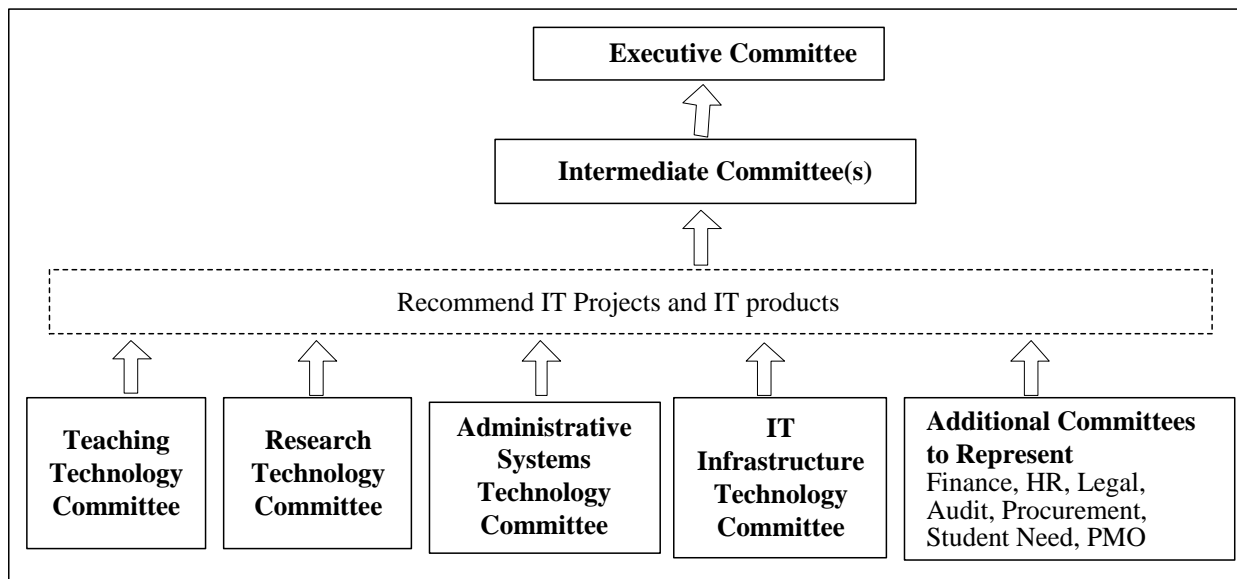 Executive Committee
Intermediate Committee(s)
Recommend IT Projects and IT products
Teaching
Technology
Committee
Research
Technology
Committee
Administrative
Systems
Technology
Committee
IT
Infrastructure
Technology
Committee
Additional Committees
to Represent
Finance, HR, Legal,
Audit, Procurement,
Student Need, PMO